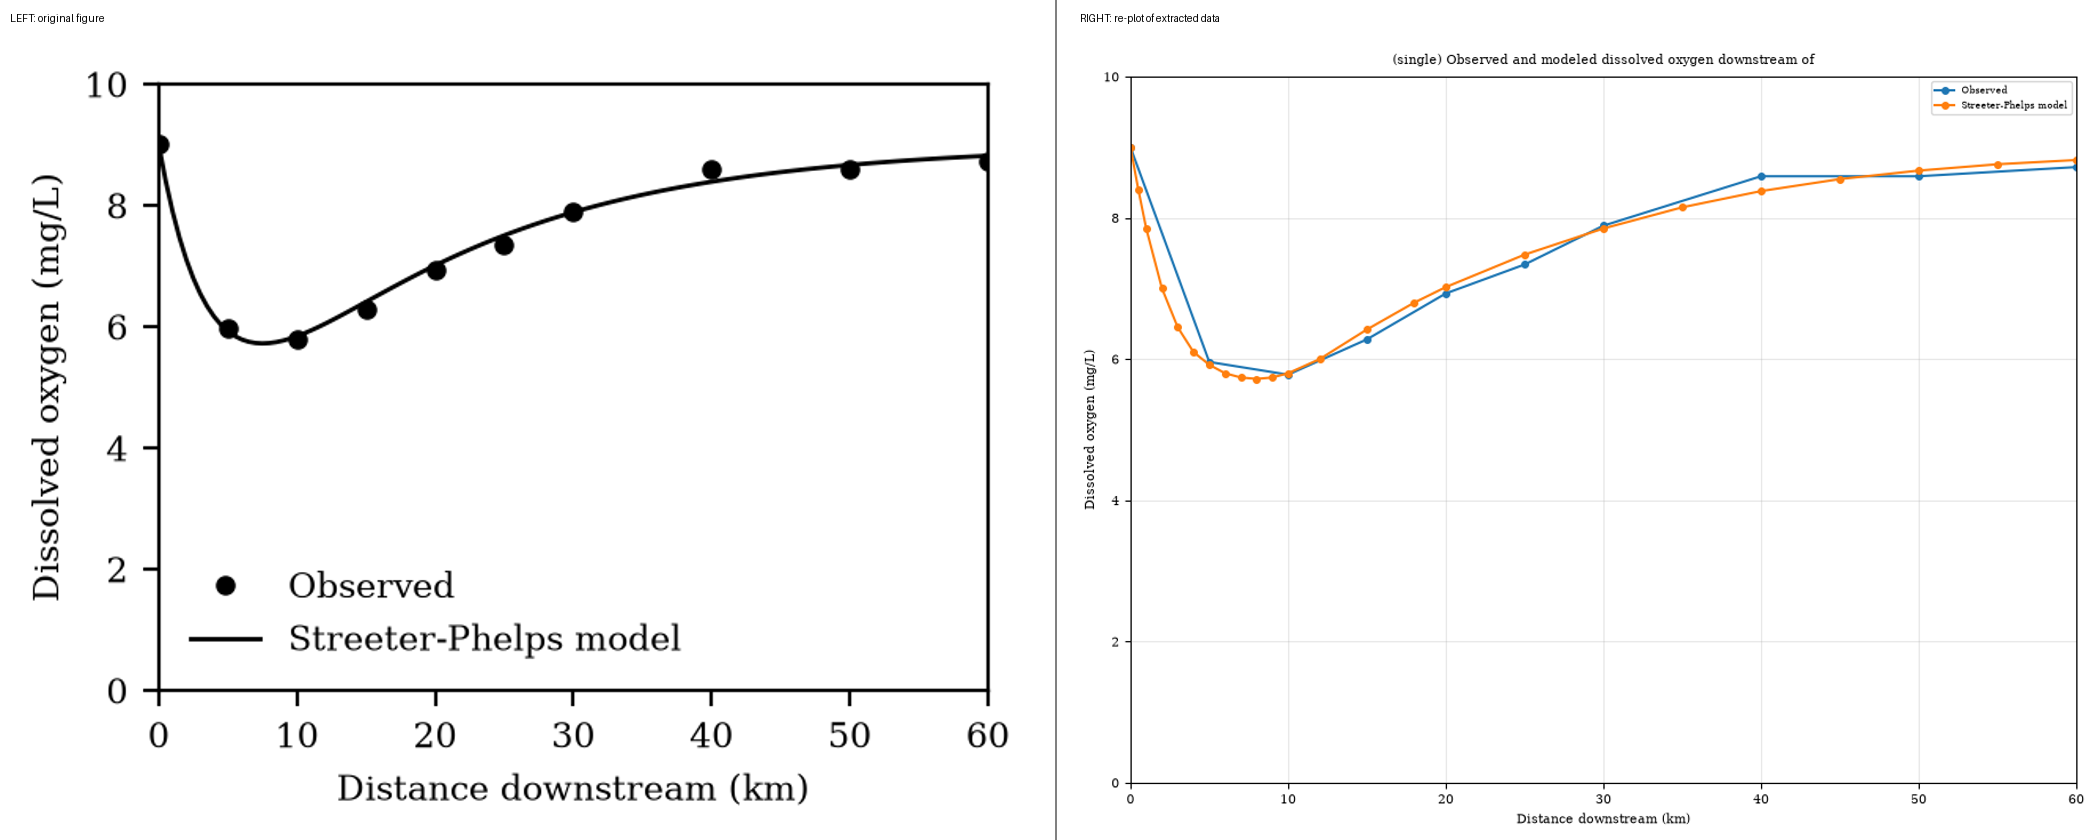 LEFT: original figure
10
8
6
4
2
0
Dissolved oxygen (mg/L)
Observed
Streeter-Phelps model
0 10 20 30 40 50 60
Distance downstream (km)
RIGHT: re-plot of extracted data
(single) Observed and modeled dissolved oxygen downstream of
Observed
Streeter-Phelps model
10
8
6
4
2
0
Dissolved oxygen (mg/L)
0 10 20 30 40 50 60
Distance downstream (km)